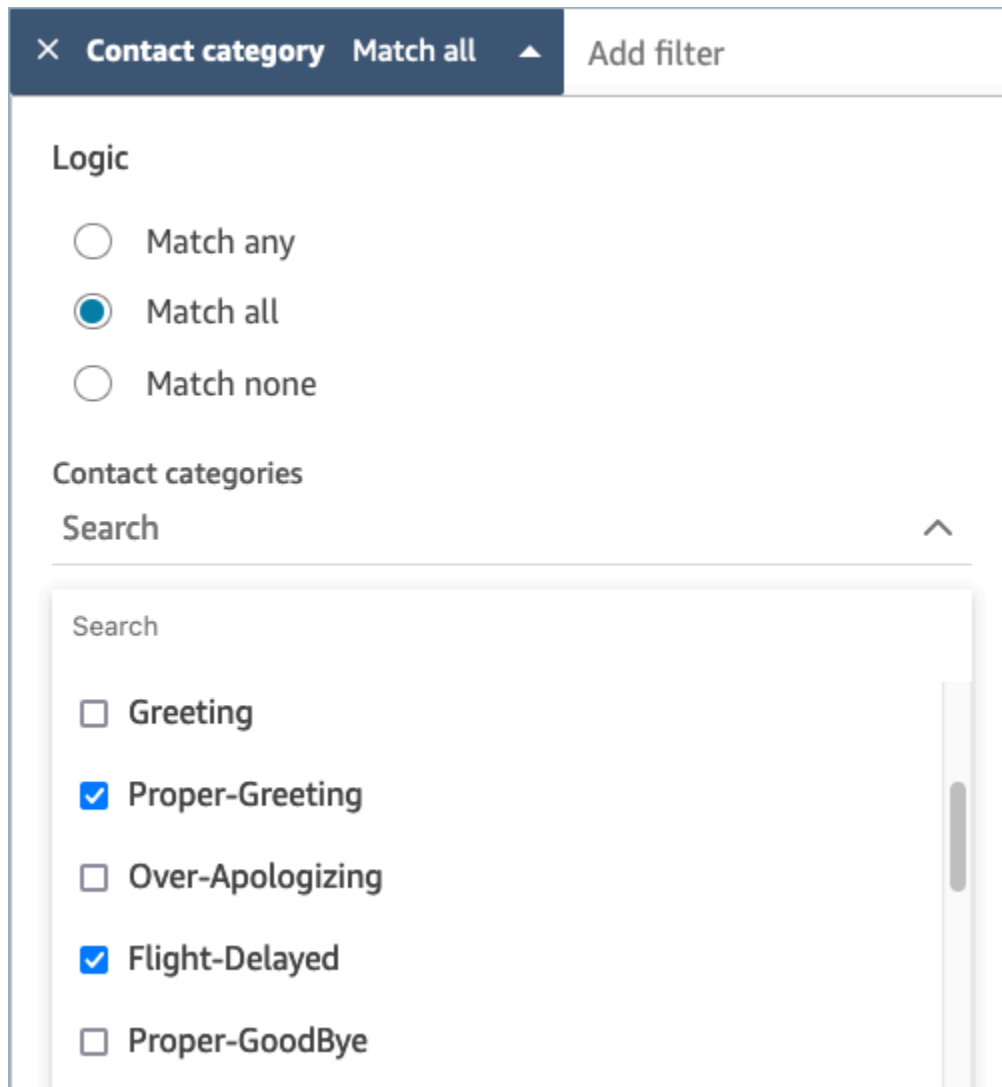 Contact category Match all Add filter
Logic
Match any
Match all
Match none
Contact categories
Search
Search
Greeting
Proper-Greeting
Over-Apologizing
Flight-Delayed
Proper-GoodBye